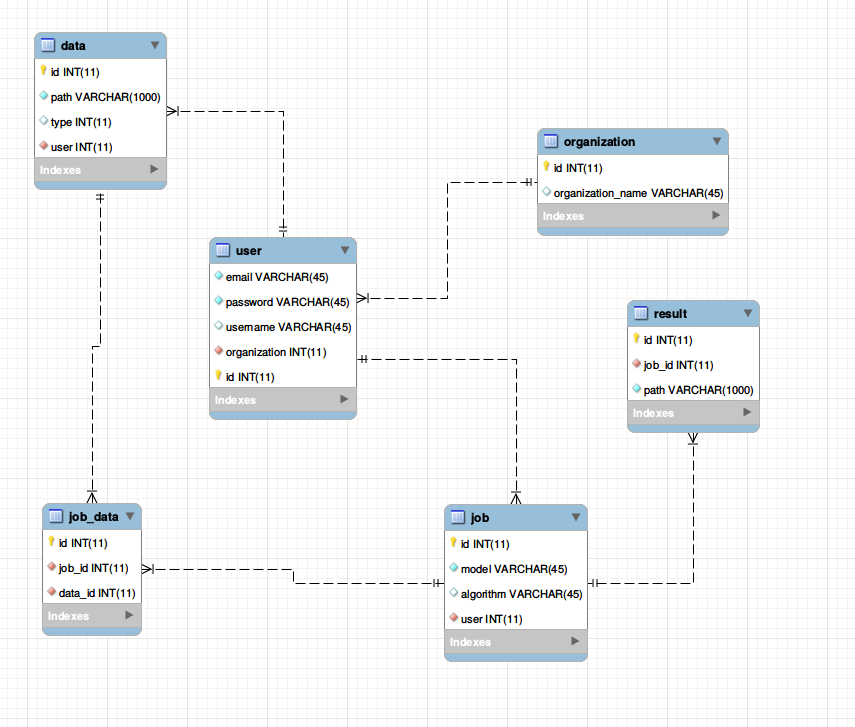 data
id INT(11)
path VARCHAR(1000)
type INT(11)
user INT(11)
Indexes
organization
id INT(11)
organization_name VARCHAR(45)
Indexes
user
email VARCHAR(45)
password VARCHAR(45)
username VARCHAR(45)
organization INT(11)
id INT(11)
Indexes
result
id INT(11)
job_id INT(11)
path VARCHAR(1000)
Indexes
job_data
id INT(11)
job_id INT(11)
data_id INT(11)
Indexes
job
id INT(11)
model VARCHAR(45)
algorithm VARCHAR(45)
user INT(11)
Indexes